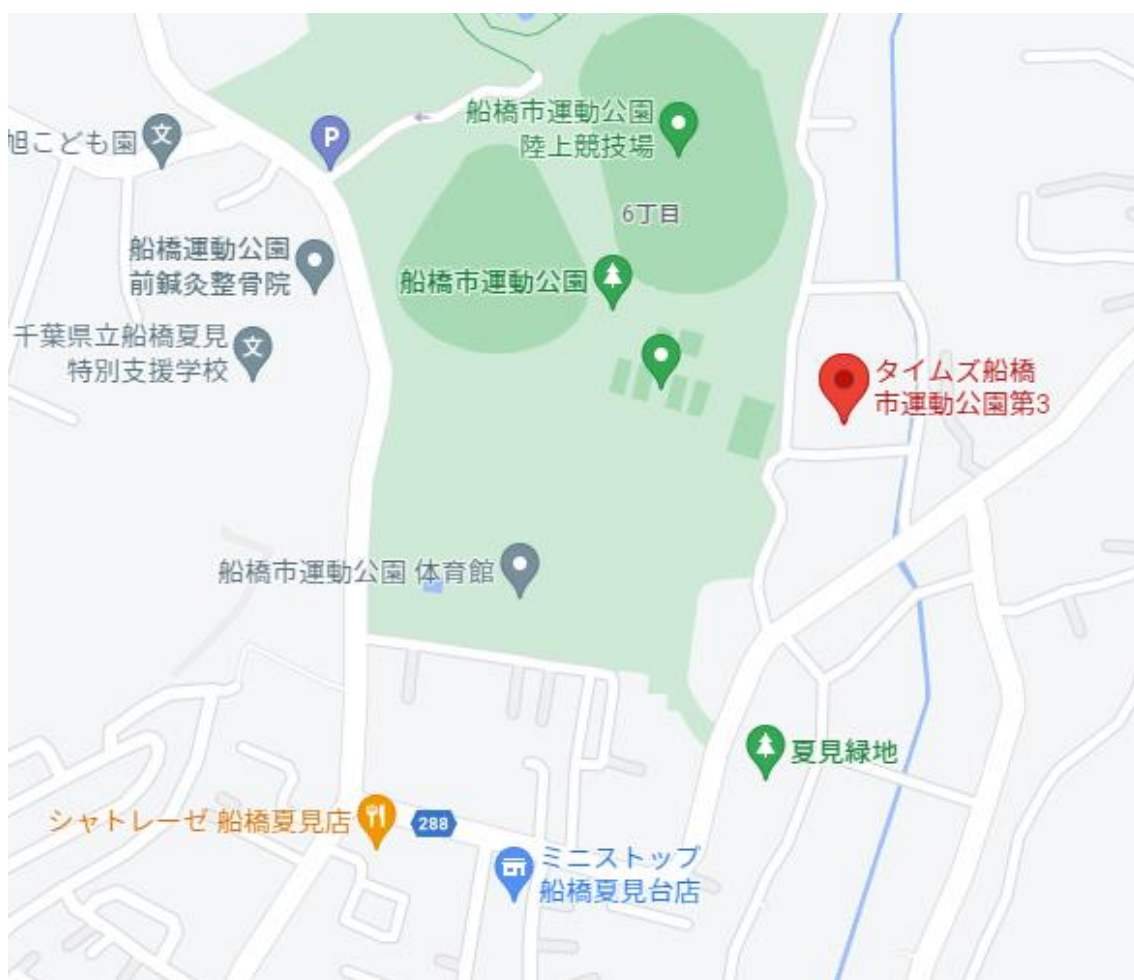 船橋市運動公園
陸上競技場
旭こども園
P
6丁目
船橋運動公園
前鍼灸整骨院
船橋市運動公園
千葉県立船橋夏見
特別支援学校
タイムズ船橋
市運動公園第3
船橋市運動公園 体育館
夏見緑地
シャトレーゼ 船橋夏見店
288
ミニストップ
船橋夏見台店